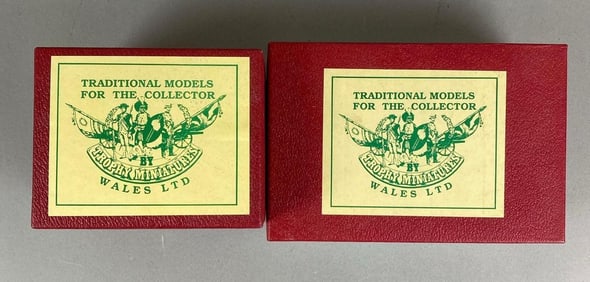 TRADITIONAL MODELS
FOR THE COLLECTOR
BY
TROPHY MINIATURES
WALES LTD
TRADITIONAL MODELS
FOR THE COLLECTOR
BY
TROPHY MINIATURES
WALES LTD